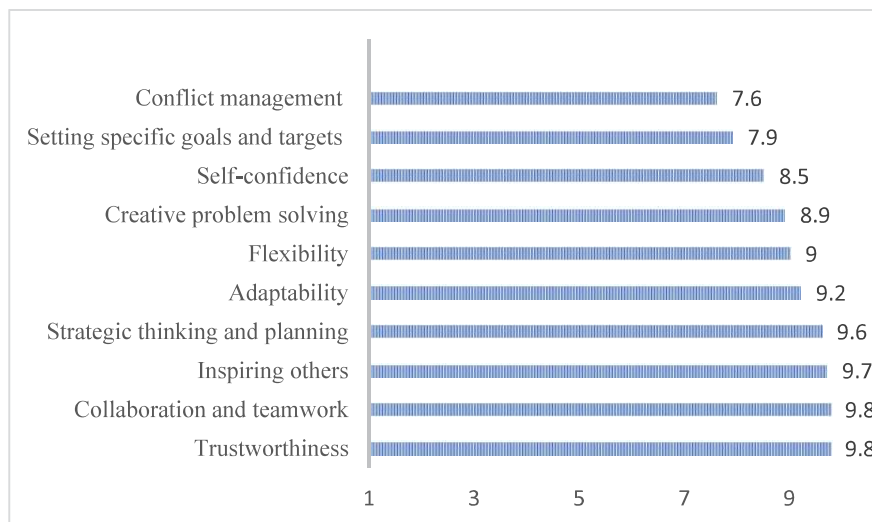 Conflict management 7.6
Setting specific goals and targets 7.9
Self-confidence 8.5
Creative problem solving 8.9
Flexibility 9
Adaptability 9.2
Strategic thinking and planning 9.6
Inspiring others 9.7
Collaboration and teamwork 9.8
Trustworthiness 9.8
1 3 5 7 9